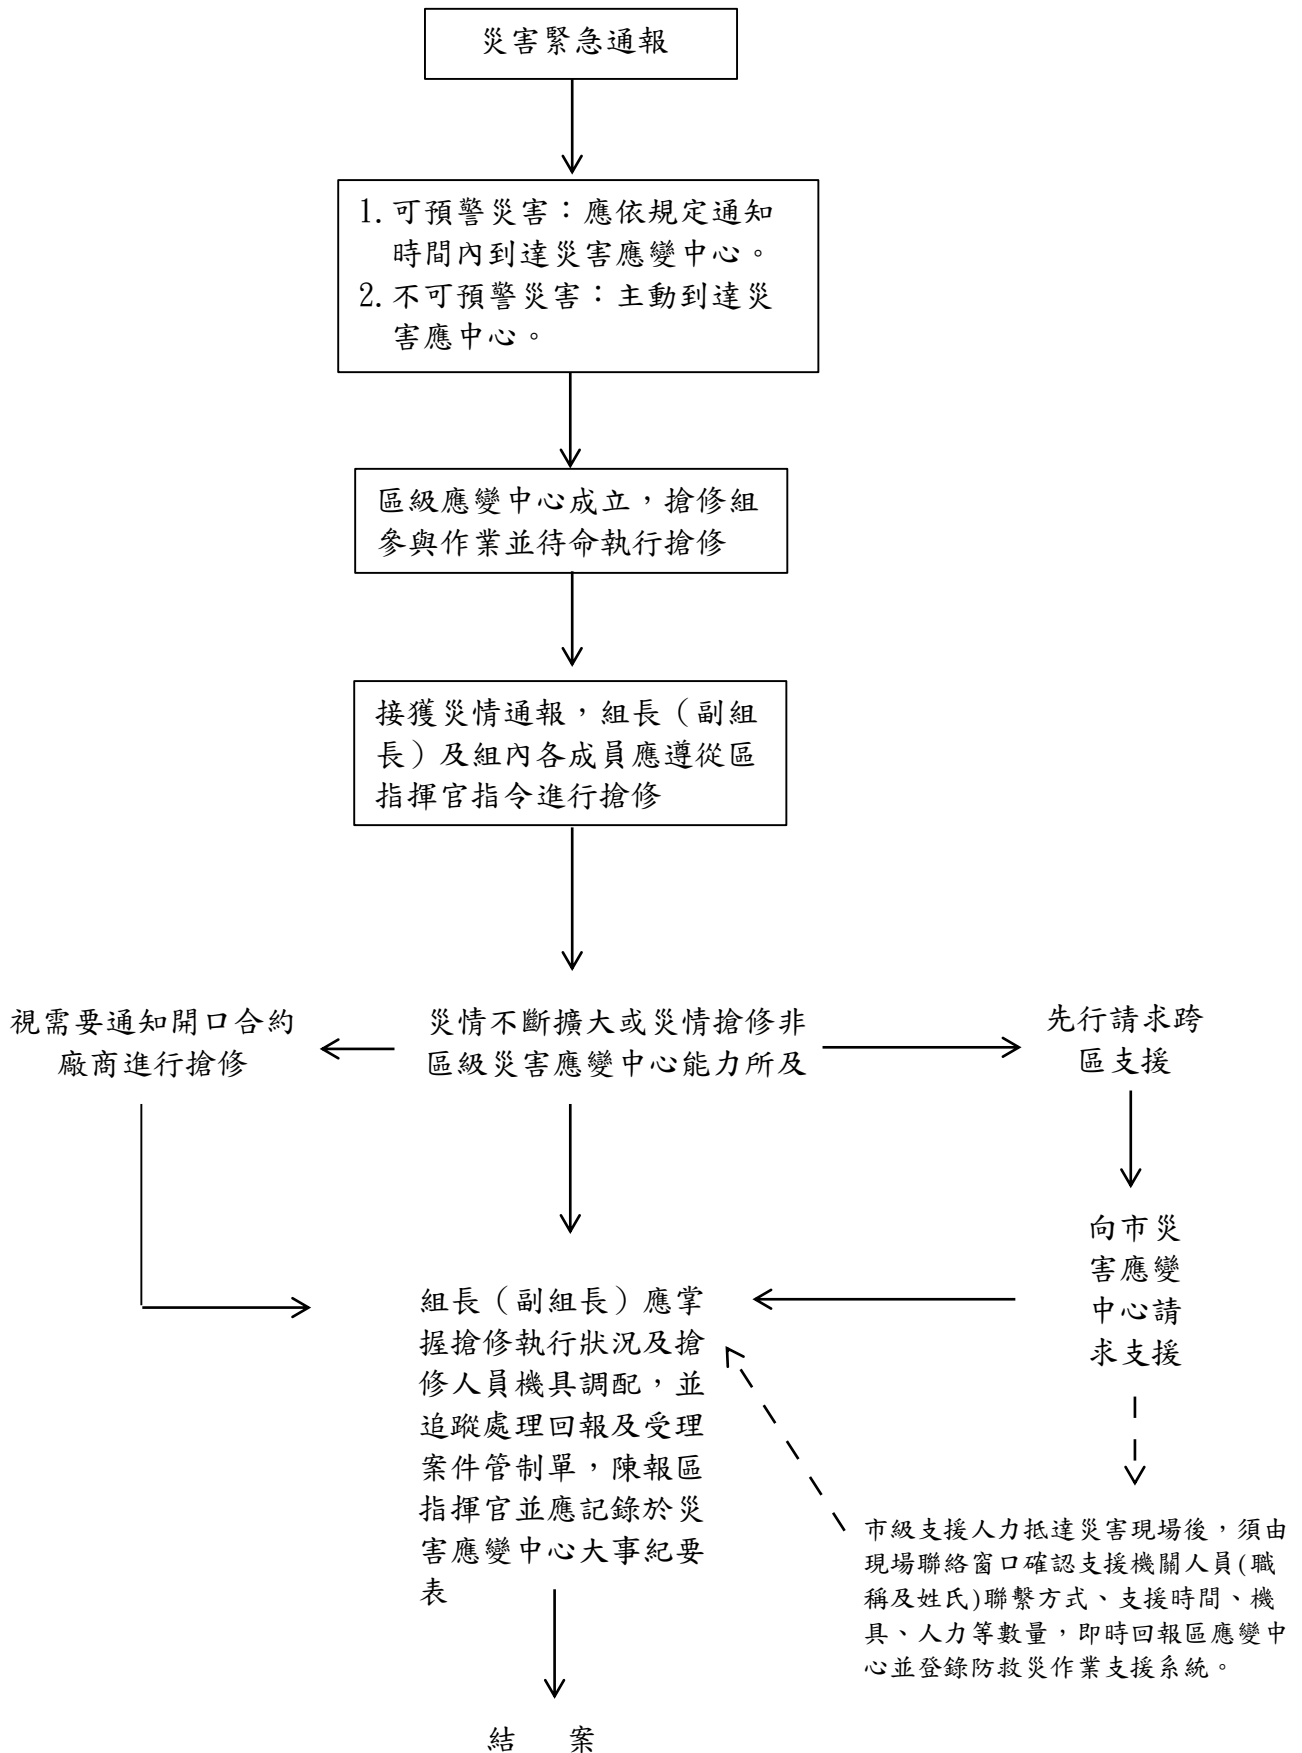 災害緊急通報
1.可預警災害：應依規定通知
時間內到達災害應變中心。
2.不可預警災害：主動到達災
害應中心。
區級應變中心成立，搶修組
參與作業並待命執行搶修
接獲災情通報，組長（副組
長）及組內各成員應遵從區
指揮官指令進行搶修
視需要通知開口合約
廠商進行搶修
災情不斷擴大或災情搶修非
區級災害應變中心能力所及
先行請求跨
區支援
向市災
害應變
中心請
求支援
組長（副組長）應掌
握搶修執行狀況及搶
修人員機具調配，並
追蹤處理回報及受理
案件管制單，陳報區
指揮官並應記錄於災
害應變中心大事紀要
表
市級支援人力抵達災害現場後，須由
現場聯絡窗口確認支援機關人員(職
稱及姓氏)聯繫方式、支援時間、機
具、人力等數量，即時回報區應變中
心並登錄防救災作業支援系統。
結　案